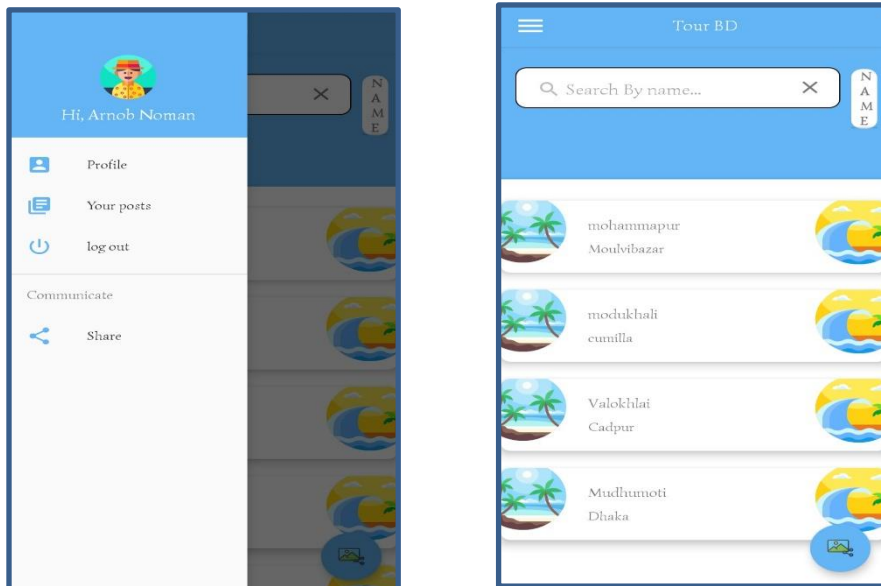 Hi, Arnob Noman
N
A
M
E
Profile
Your posts
log out
Communicate
Share
Tour BD
Search By name...
N
A
M
E
mohammapur
Moulvibazar
modukhali
cumilla
Valokhlai
Cadpur
Mudhumoti
Dhaka